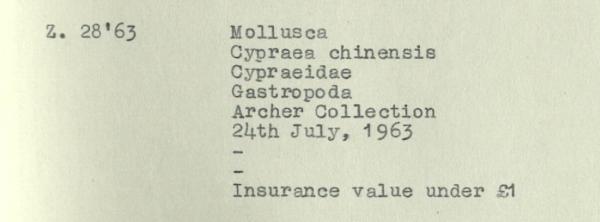 Z. 28'63 Mollusca
Cypraea chinensis
Cypraeidae
Gastropoda
Archer Collection
24th July, 1963
-
-
Insurance value under £1